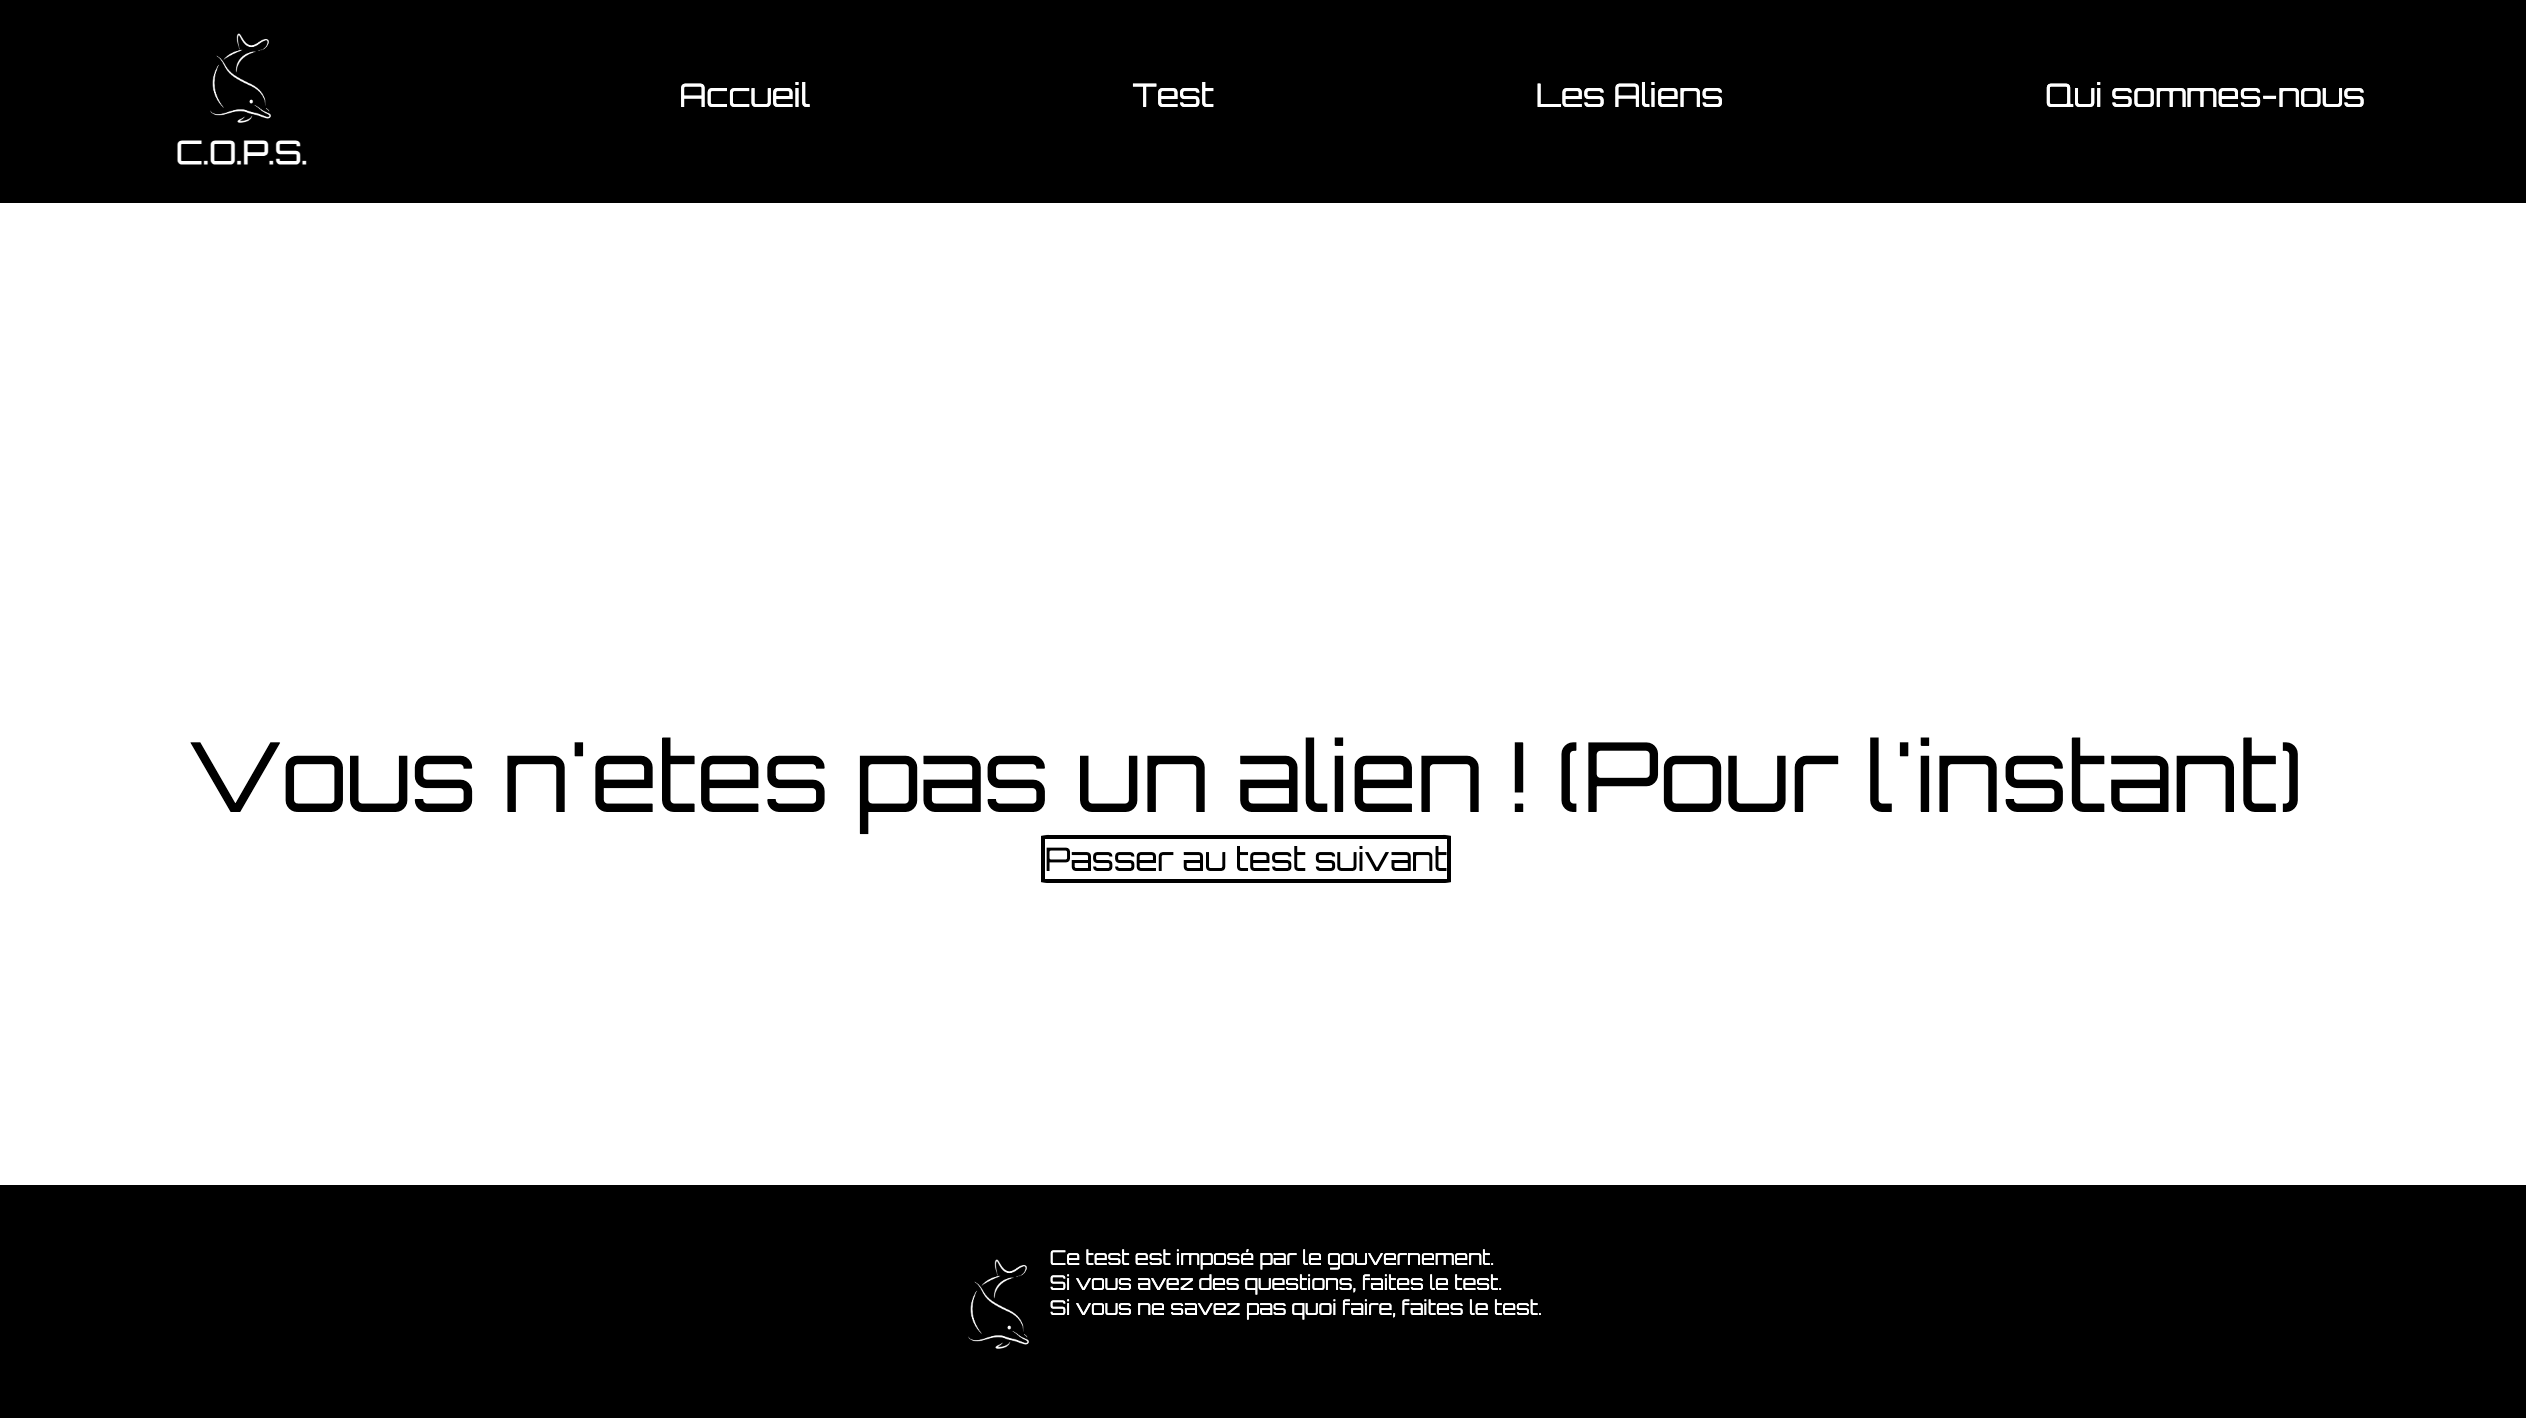 C.O.P.S.
Accueil
Test
Les Aliens
Qui sommes-nous
Vous n'etes pas un alien ! (Pour l'instant)
Passer au test suivant
Ce test est imposé par le gouvernement.
Si vous avez des questions, faites le test.
Si vous ne savez pas quoi faire, faites le test.